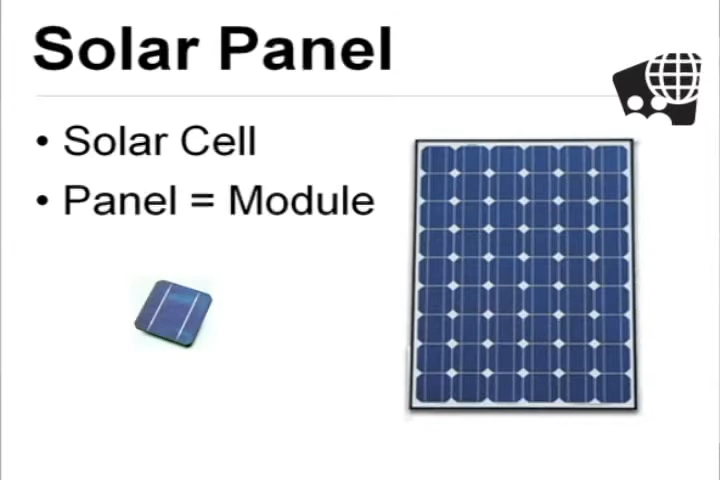 Solar Panel
• Solar Cell
• Panel = Module